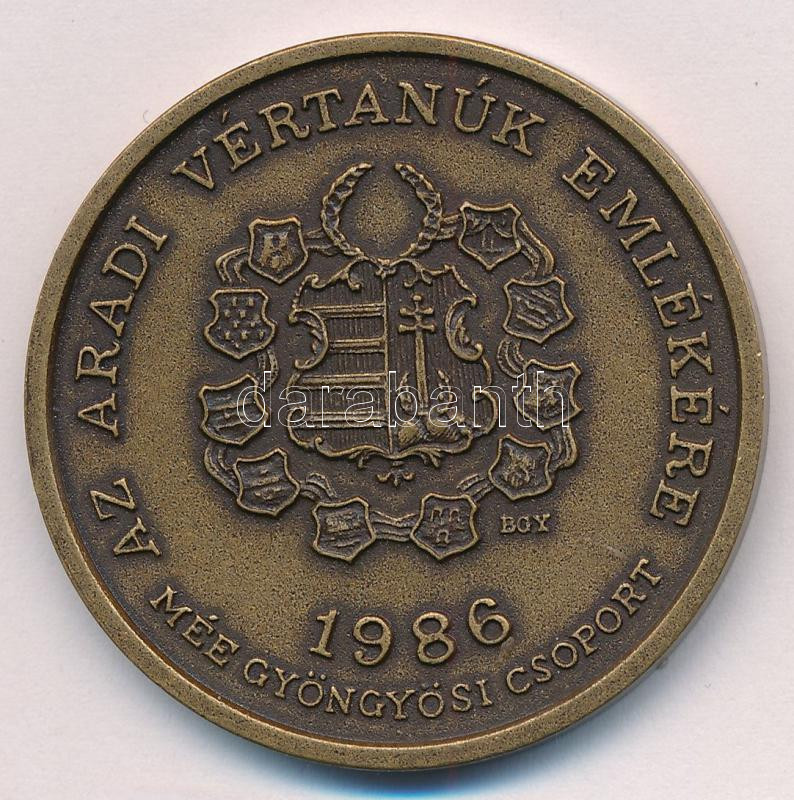 AZ ARADI VÉRTANÚK EMLÉKÉRE
darabanth
BGY
1986
MÉE GYÖNGYÖSI CSOPORT